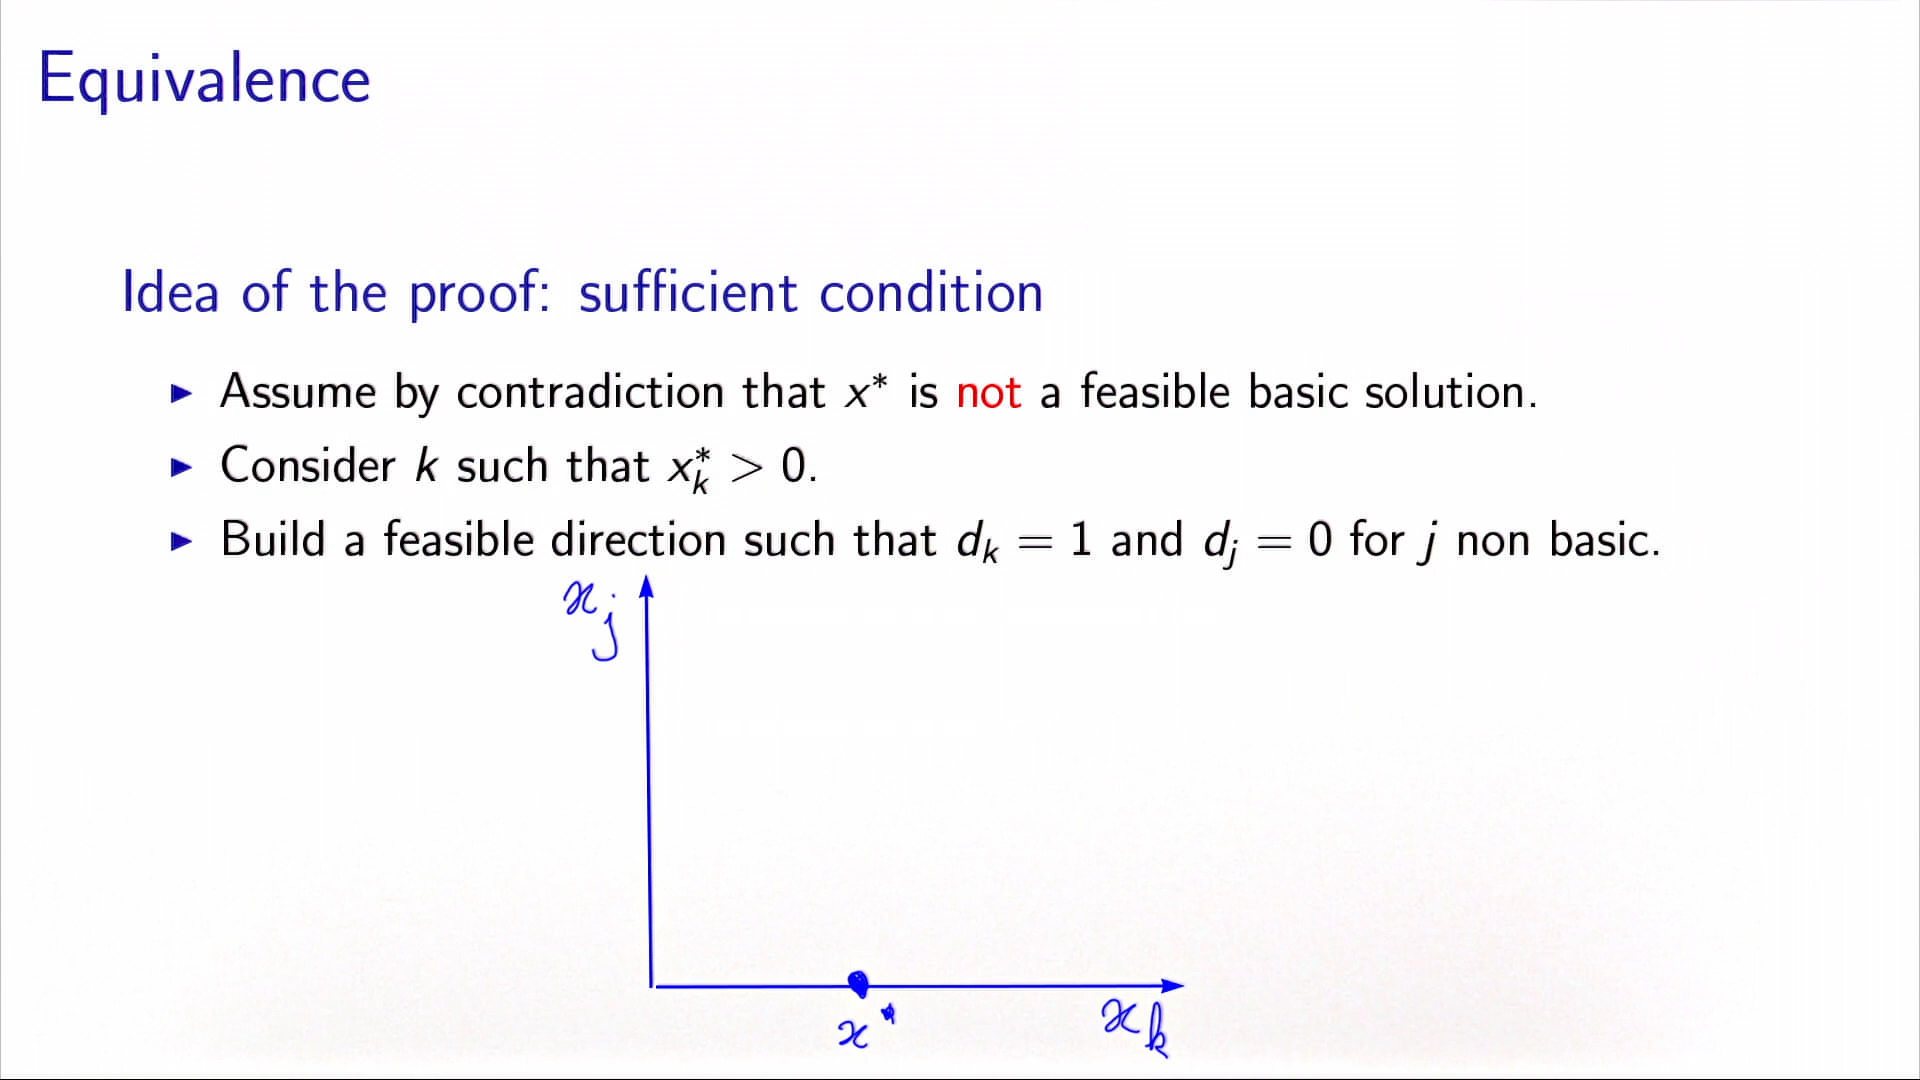 Equivalence
Idea of the proof: sufficient condition
▶ Assume by contradiction that x* is not a feasible basic solution.
▶ Consider k such that x*_k > 0.
▶ Build a feasible direction such that d_k = 1 and d_j = 0 for j non basic.
x_j
x*
x_k